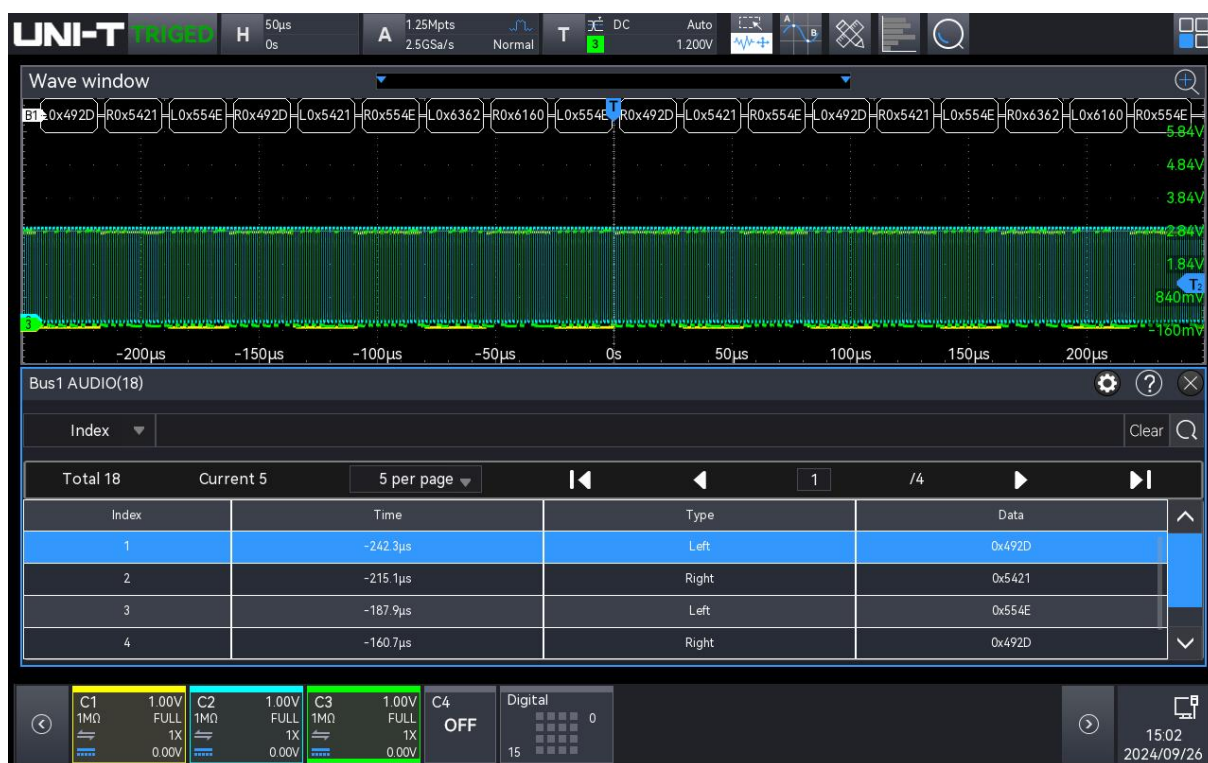 UNI-T TRIGED H 50μs 0s A 1.25Mpts 2.5GSa/s Normal T 3 DC Auto 1.200V A B
Wave window
B1 L0x492D R0x5421 L0x554E R0x492D L0x5421 R0x554E L0x6362 R0x6160 L0x554E T R0x492D L0x5421 R0x554E L0x492D R0x5421 L0x554E R0x6362 L0x6160 R0x554E
5.84V
4.84V
3.84V
2.84V
1.84V
T2
840mV
3
-160mV
-200μs -150μs -100μs -50μs 0s 50μs 100μs 150μs 200μs
Bus1 AUDIO(18) ?
Index Clear
Total 18 Current 5 5 per page 1 /4
Index Time Type Data
1 -242.3μs Left 0x492D
2 -215.1μs Right 0x5421
3 -187.9μs Left 0x554E
4 -160.7μs Right 0x492D
C1 1.00V C2 1.00V C3 1.00V C4 Digital
1MΩ FULL 1MΩ FULL 1MΩ FULL OFF 0
1X 1X 1X 15:02
0.00V 0.00V 0.00V 15 2024/09/26